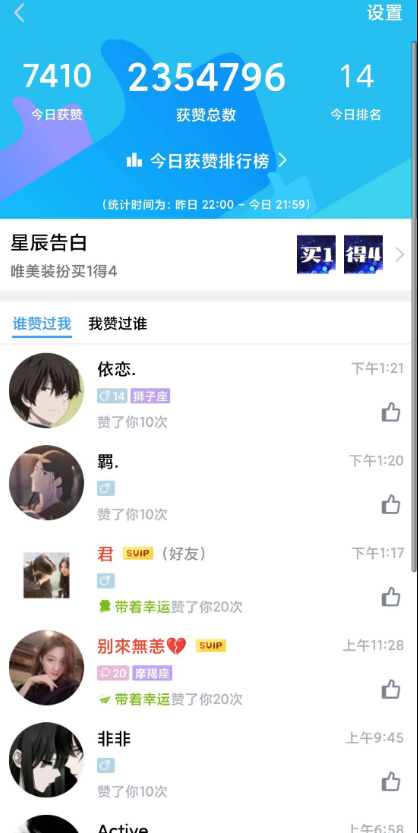 设置
7410 2354796 14
今日获赞 获赞总数 今日排名
今日获赞排行榜
(统计时间为: 昨日 22:00 - 今日 21:59)
星辰告白
唯美装扮买1得4
买1 得4
谁赞过我 我赞过谁
依恋. 下午1:21
♂ 14 狮子座
赞了你10次
羁. 下午1:20
♂
赞了你10次
君 SVIP (好友) 下午1:17
♂
带着幸运赞了你20次
别來無恙💔 SVIP 上午11:28
♀ 20 摩羯座
带着幸运赞了你20次
非非 上午9:45
♂
赞了你10次
Active 上午6:58